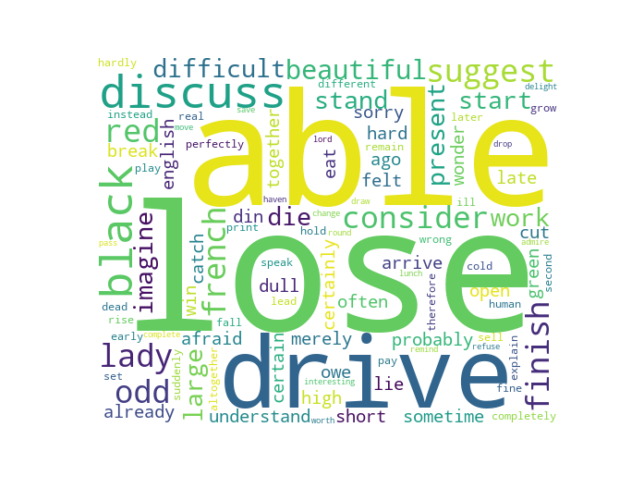 hardly
difficult
beautiful
suggest
discuss
different
delight
able
stand
start
instead
real
save
sorry
present
later
grow
red
move
lord
hard
wonder
drop
break
english
perfectly
together
eat
remain
ago
late
play
felt
black
haven
draw
ill
lose
din
die
consider
work
change
imagine
french
print
hold
round
wrong
admire
cut
pass
catch
speak
arrive
cold
green
second
dull
lunch
win
lead
certainly
often
therefore
open
human
dead
rise
fall
early
complete
afraid
merely
probably
sell
refuse
finish
lady
drive
remind
explain
large
certain
pay
set
suddenly
altogether
owe
interesting
lie
fine
odd
high
already
understand
worth
short
sometime
completely